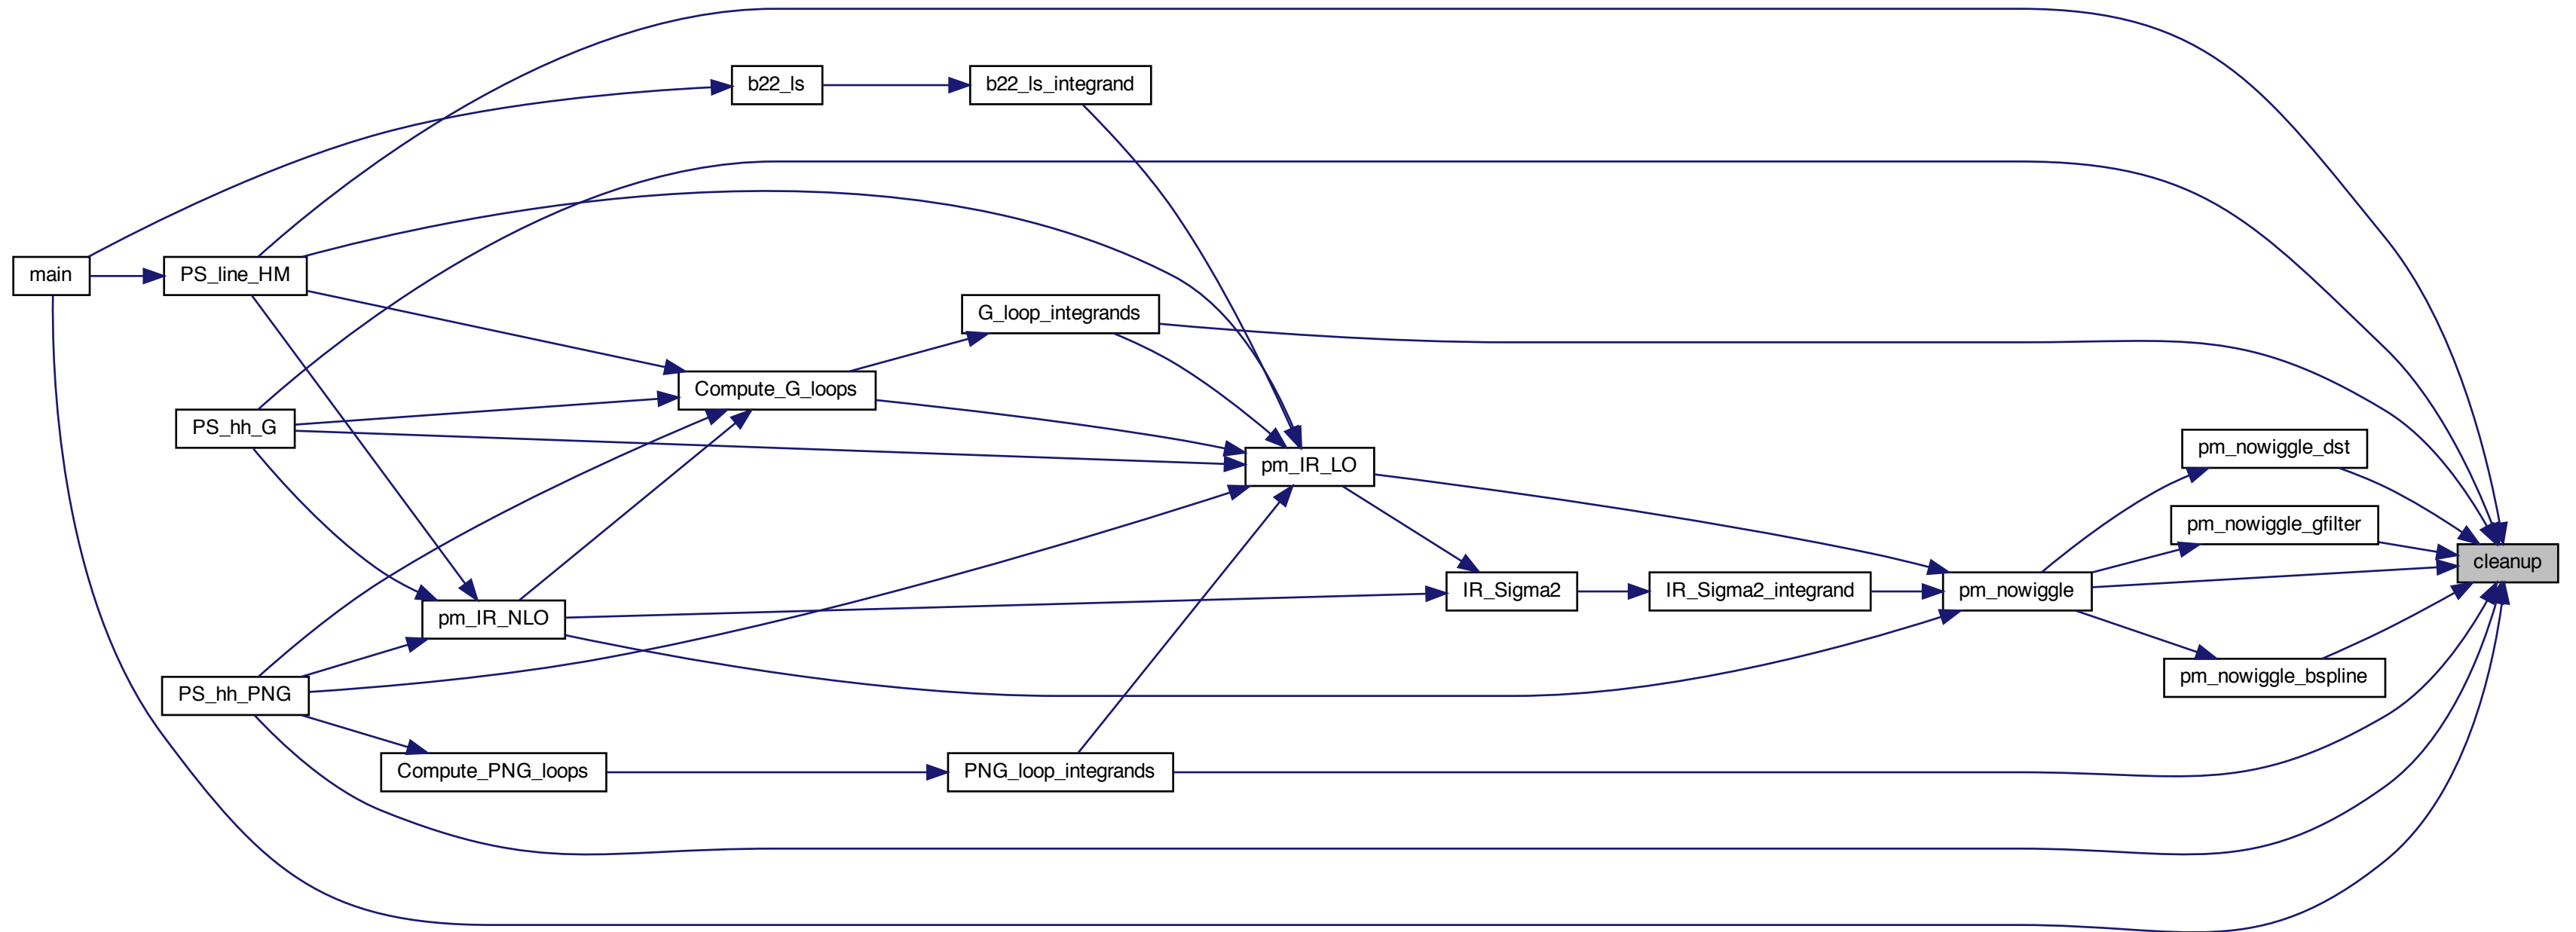 b22_ls
b22_ls_integrand
main
PS_line_HM
G_loop_integrands
Compute_G_loops
PS_hh_G
pm_IR_LO
pm_nowiggle_dst
pm_nowiggle_gfilter
cleanup
IR_Sigma2
IR_Sigma2_integrand
pm_nowiggle
pm_IR_NLO
pm_nowiggle_bspline
PS_hh_PNG
Compute_PNG_loops
PNG_loop_integrands